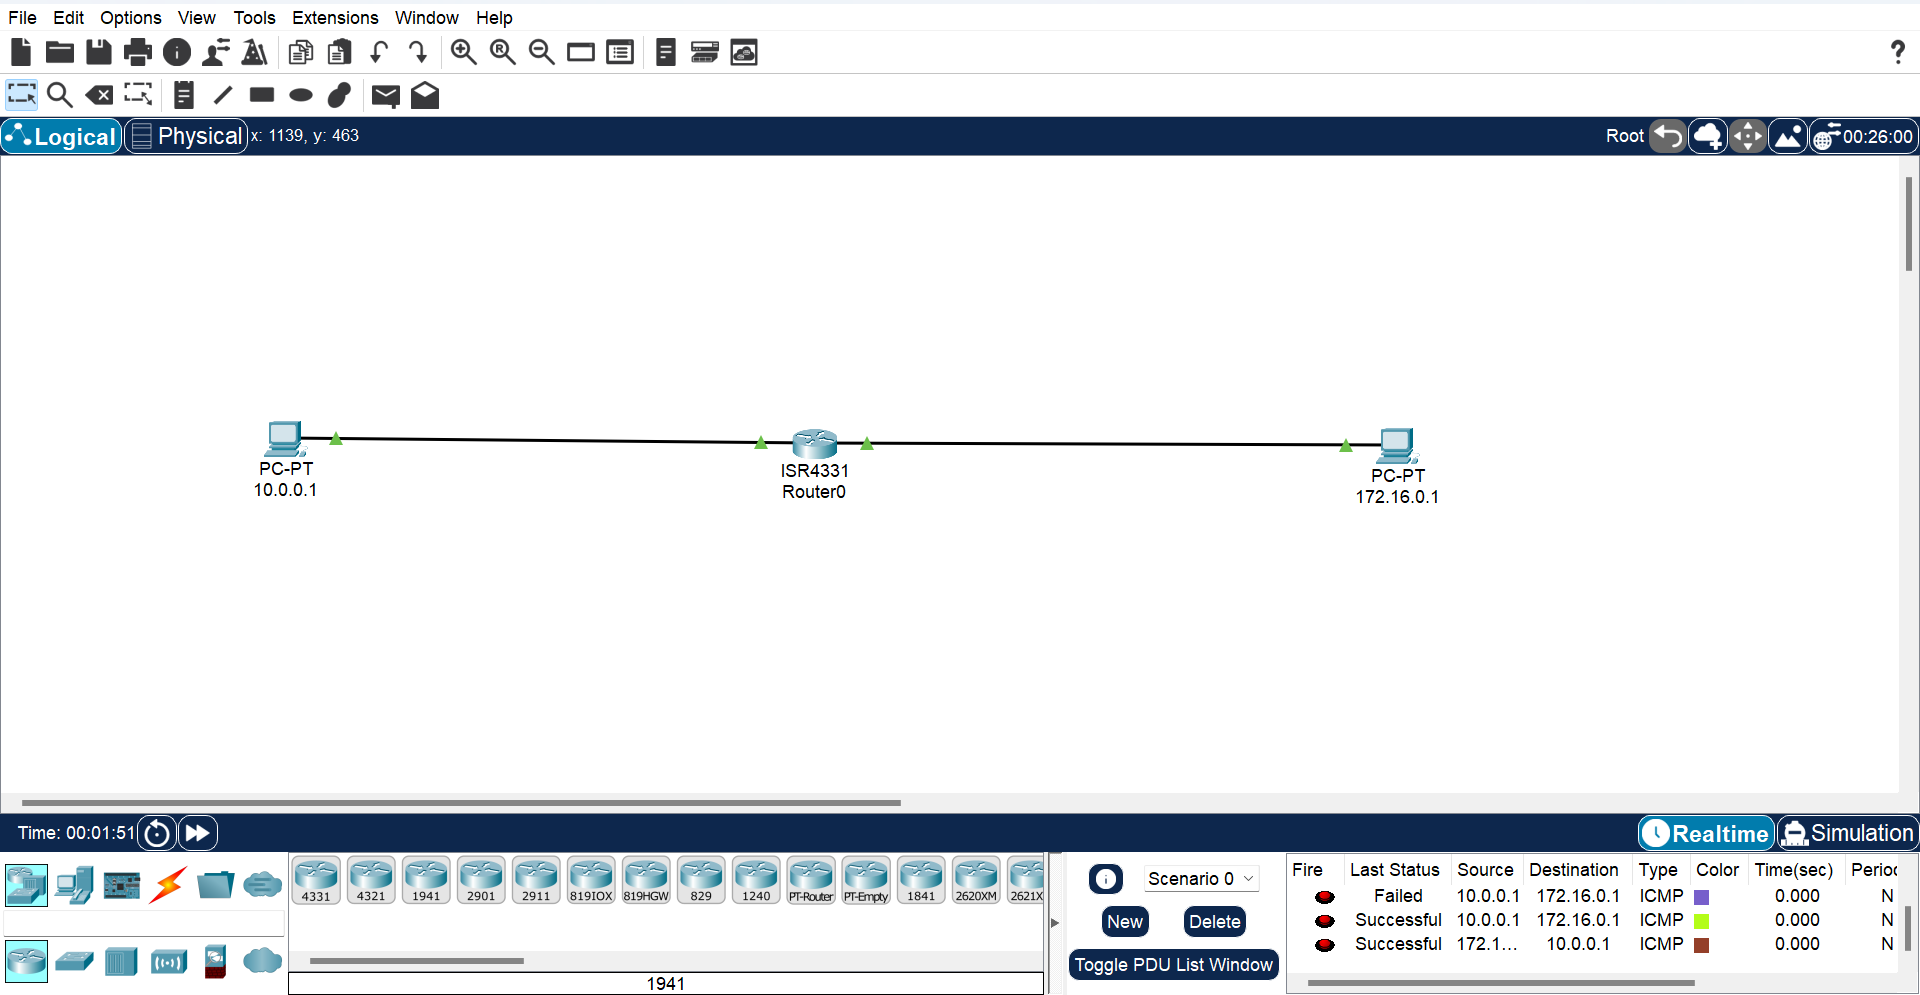 File Edit Options View Tools Extensions Window Help
Logical Physical x: 1139, y: 463 Root 00:26:00
PC-PT
10.0.0.1
ISR4331
Router0
PC-PT
172.16.0.1
Time: 00:01:51 Realtime Simulation
4331 4321 1941 2901 2911 819IOX 819HGW 829 1240 PT-Router PT-Empty 1841 2620XM 2621X
1941
Scenario 0
New Delete
Toggle PDU List Window
Fire Last Status Source Destination Type Color Time(sec) Perioc
Failed 10.0.0.1 172.16.0.1 ICMP 0.000 N
Successful 10.0.0.1 172.16.0.1 ICMP 0.000 N
Successful 172.1... 10.0.0.1 ICMP 0.000 N